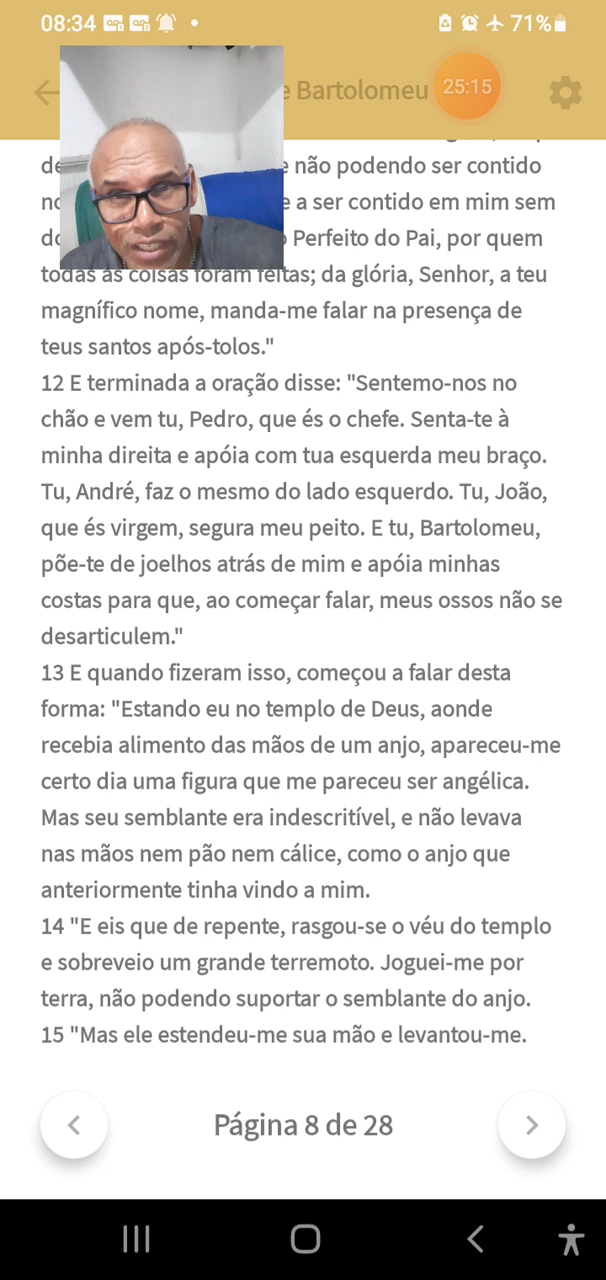 08:34
71%
e Bartolomeu
25:15
de e não podendo ser contido
no e a ser contido em mim sem
do Perfeito do Pai, por quem
todas as coisas foram feitas; da glória, Senhor, a teu
magnífico nome, manda-me falar na presença de
teus santos após-tolos."
12 E terminada a oração disse: "Sentemo-nos no
chão e vem tu, Pedro, que és o chefe. Senta-te à
minha direita e apóia com tua esquerda meu braço.
Tu, André, faz o mesmo do lado esquerdo. Tu, João,
que és virgem, segura meu peito. E tu, Bartolomeu,
põe-te de joelhos atrás de mim e apóia minhas
costas para que, ao começar falar, meus ossos não se
desarticulem."
13 E quando fizeram isso, começou a falar desta
forma: "Estando eu no templo de Deus, aonde
recebia alimento das mãos de um anjo, apareceu-me
certo dia uma figura que me pareceu ser angélica.
Mas seu semblante era indescritível, e não levava
nas mãos nem pão nem cálice, como o anjo que
anteriormente tinha vindo a mim.
14 "E eis que de repente, rasgou-se o véu do templo
e sobreveio um grande terremoto. Joguei-me por
terra, não podendo suportar o semblante do anjo.
15 "Mas ele estendeu-me sua mão e levantou-me.
Página 8 de 28